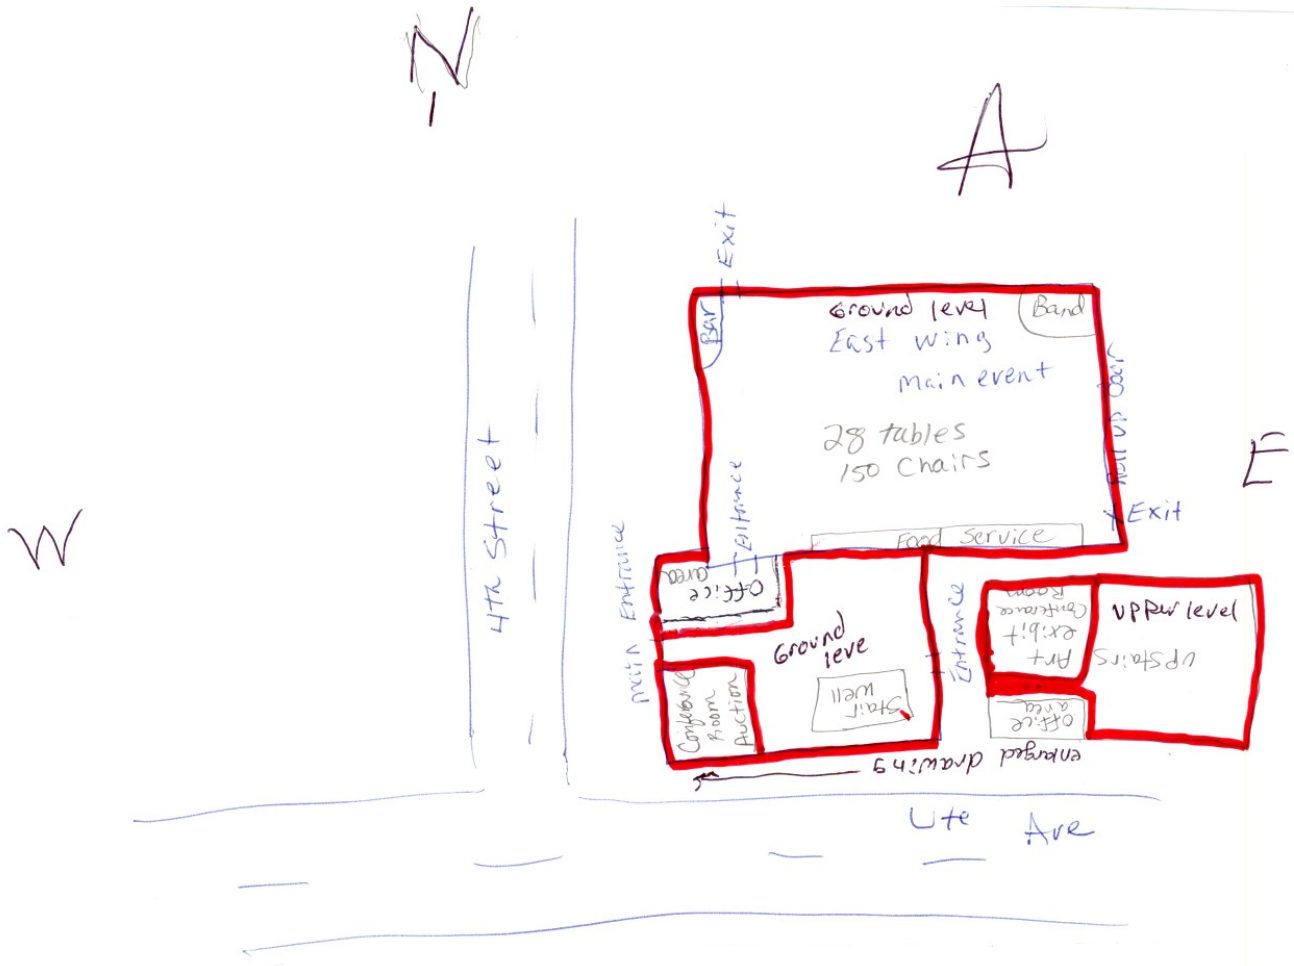 N
A
Exit
Bar
Ground level
Band
East wing
main event
Roll up Door
28 tables
150 Chairs
E
W
4th Street
Entrance
Exit
Food Service
main Entrance
office
area
Ground
leve
Entrance
Conference
Room
Auction
Stair
well
Art
exibit
Conference
Room
upper level
upstairs
office
area
enlarged drawing
Ute Ave